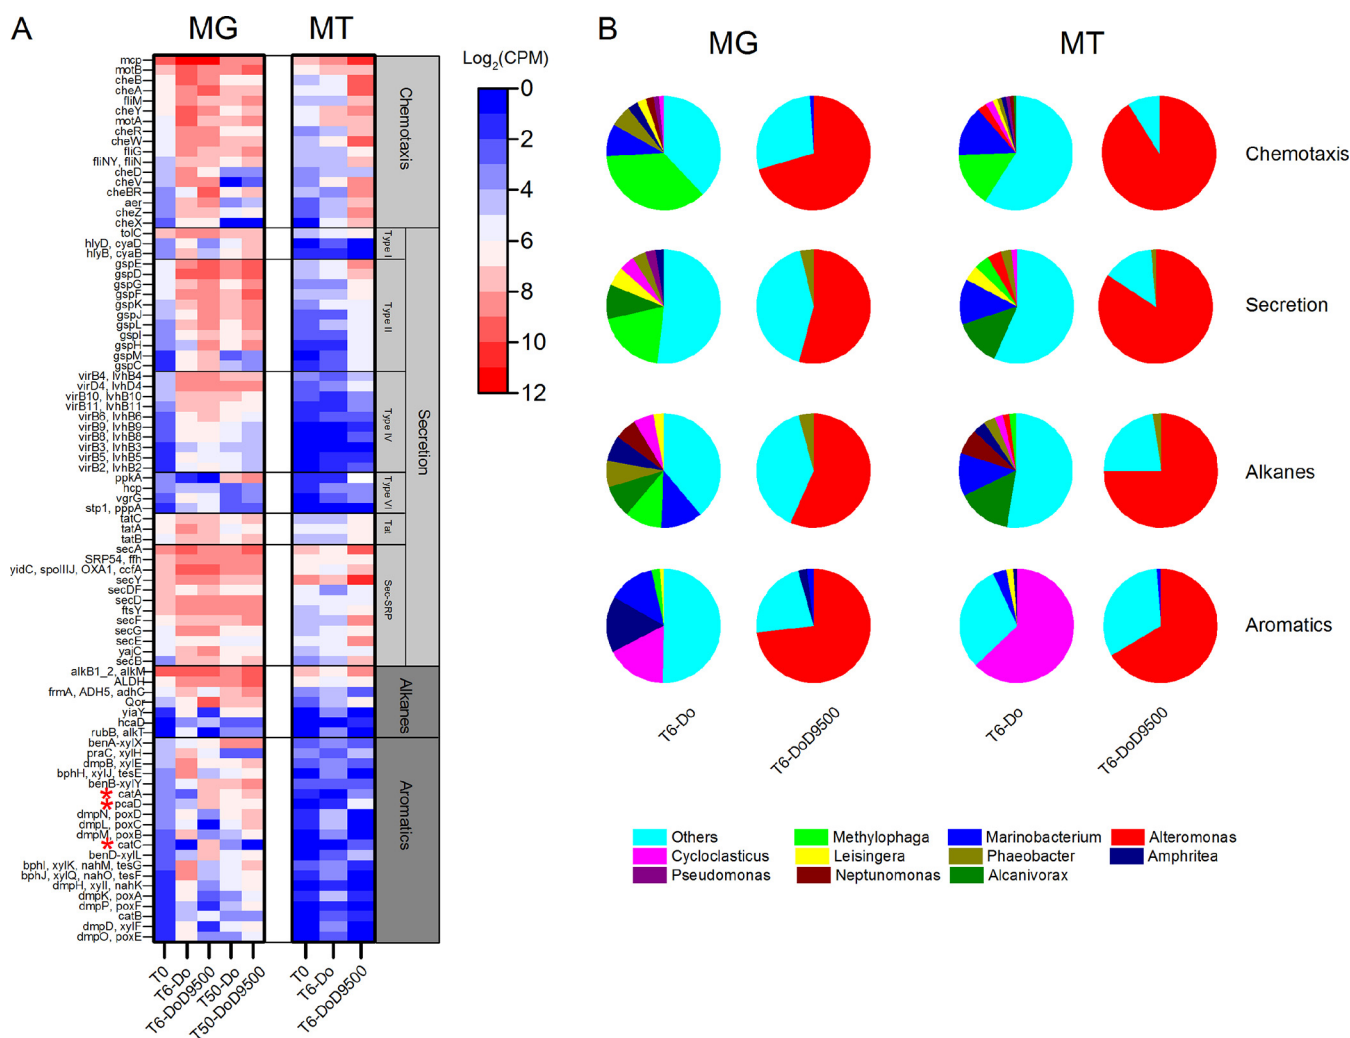 A
MG
MT
Log2(CPM)
0
2
4
6
8
10
12
mcp
motB
cheB
cheA
fliM
cheY
motA
cheR
cheW
fliG
fliNY, fliN
cheD
cheV
cheBR
aer
cheZ
cheX
tolC
hlyD, cyaD
hlyB, cyaB
gspE
gspD
gspG
gspF
gspK
gspJ
gspL
gspI
gspH
gspM
gspC
virB4, lvhB4
virD4, lvhD4
virB10, lvhB10
virB11, lvhB11
virB6, lvhB6
virB9, lvhB9
virB8, lvhB8
virB3, lvhB3
virB5, lvhB5
virB2, lvhB2
ppkA
hcp
vgrG
stp1, pppA
tatC
tatA
tatB
secA
SRP54, ffh
yidC, spoIIIJ, OXA1, ccfA
secY
secDF
secD
ftsY
secF
secG
secE
yajC
secB
alkB1_2, alkM
ALDH
frmA, ADH5, adhC
Qor
yiaY
hcaD
rubB, alkT
benA-xylX
praC, xylH
dmpB, xylE
bphH, xylJ, tesE
benB-xylY
* catA
* pcaD
dmpN, poxD
dmpL, poxC
dmpM, poxB
* catC
benD-xylL
bphI, xylK, nahM, tesG
bphJ, xylQ, nahO, tesF
dmpH, xylI, nahK
dmpK, poxA
dmpP, poxF
catB
dmpD, xylF
dmpO, poxE
Chemotaxis
Type I
Type II
Type IV
Type VI
Tat
Sec-SRP
Secretion
Alkanes
Aromatics
T0
T6-Do
T6-DoD9500
T50-Do
T50-DoD9500
T0
T6-Do
T6-DoD9500
B
MG
MT
Chemotaxis
Secretion
Alkanes
Aromatics
T6-Do
T6-DoD9500
T6-Do
T6-DoD9500
Others
Methylophaga
Marinobacterium
Alteromonas
Cycloclasticus
Leisingera
Phaeobacter
Amphritea
Pseudomonas
Neptunomonas
Alcanivorax